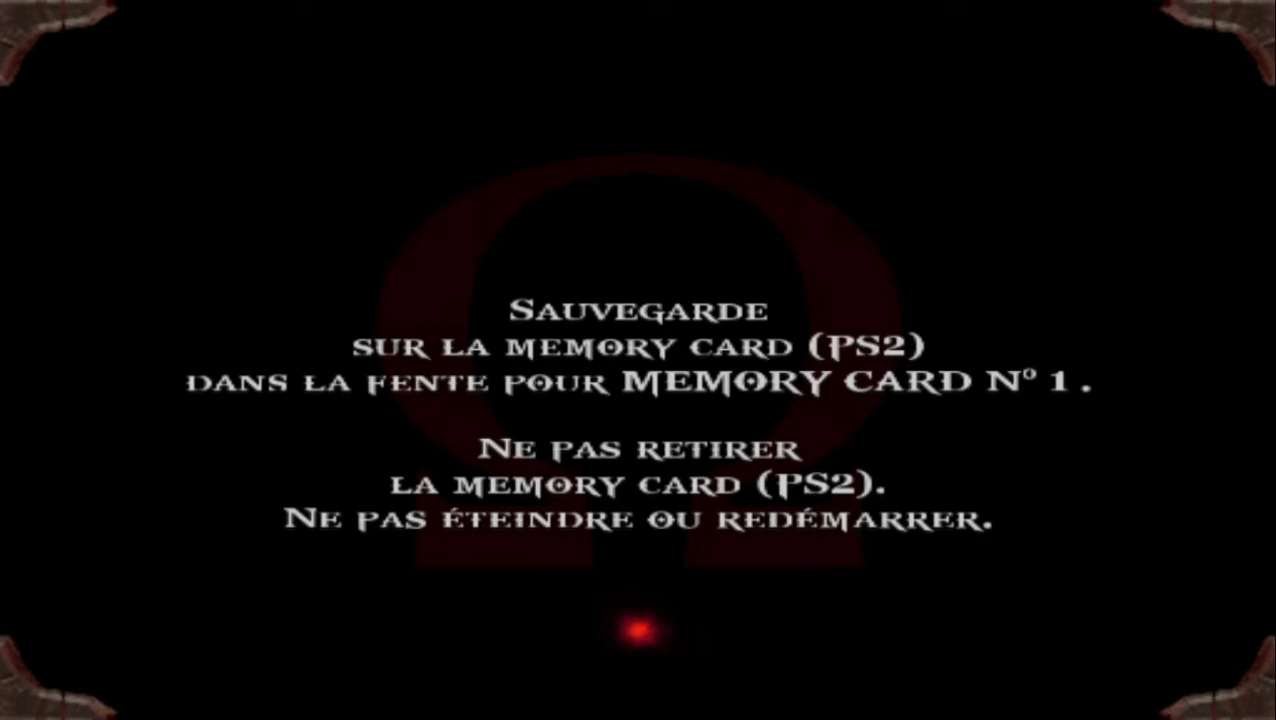 Sauvegarde
sur la memory card (PS2)
dans la fente pour MEMORY CARD Nº 1.
Ne pas retirer
la memory card (PS2).
Ne pas éteindre ou redémarrer.